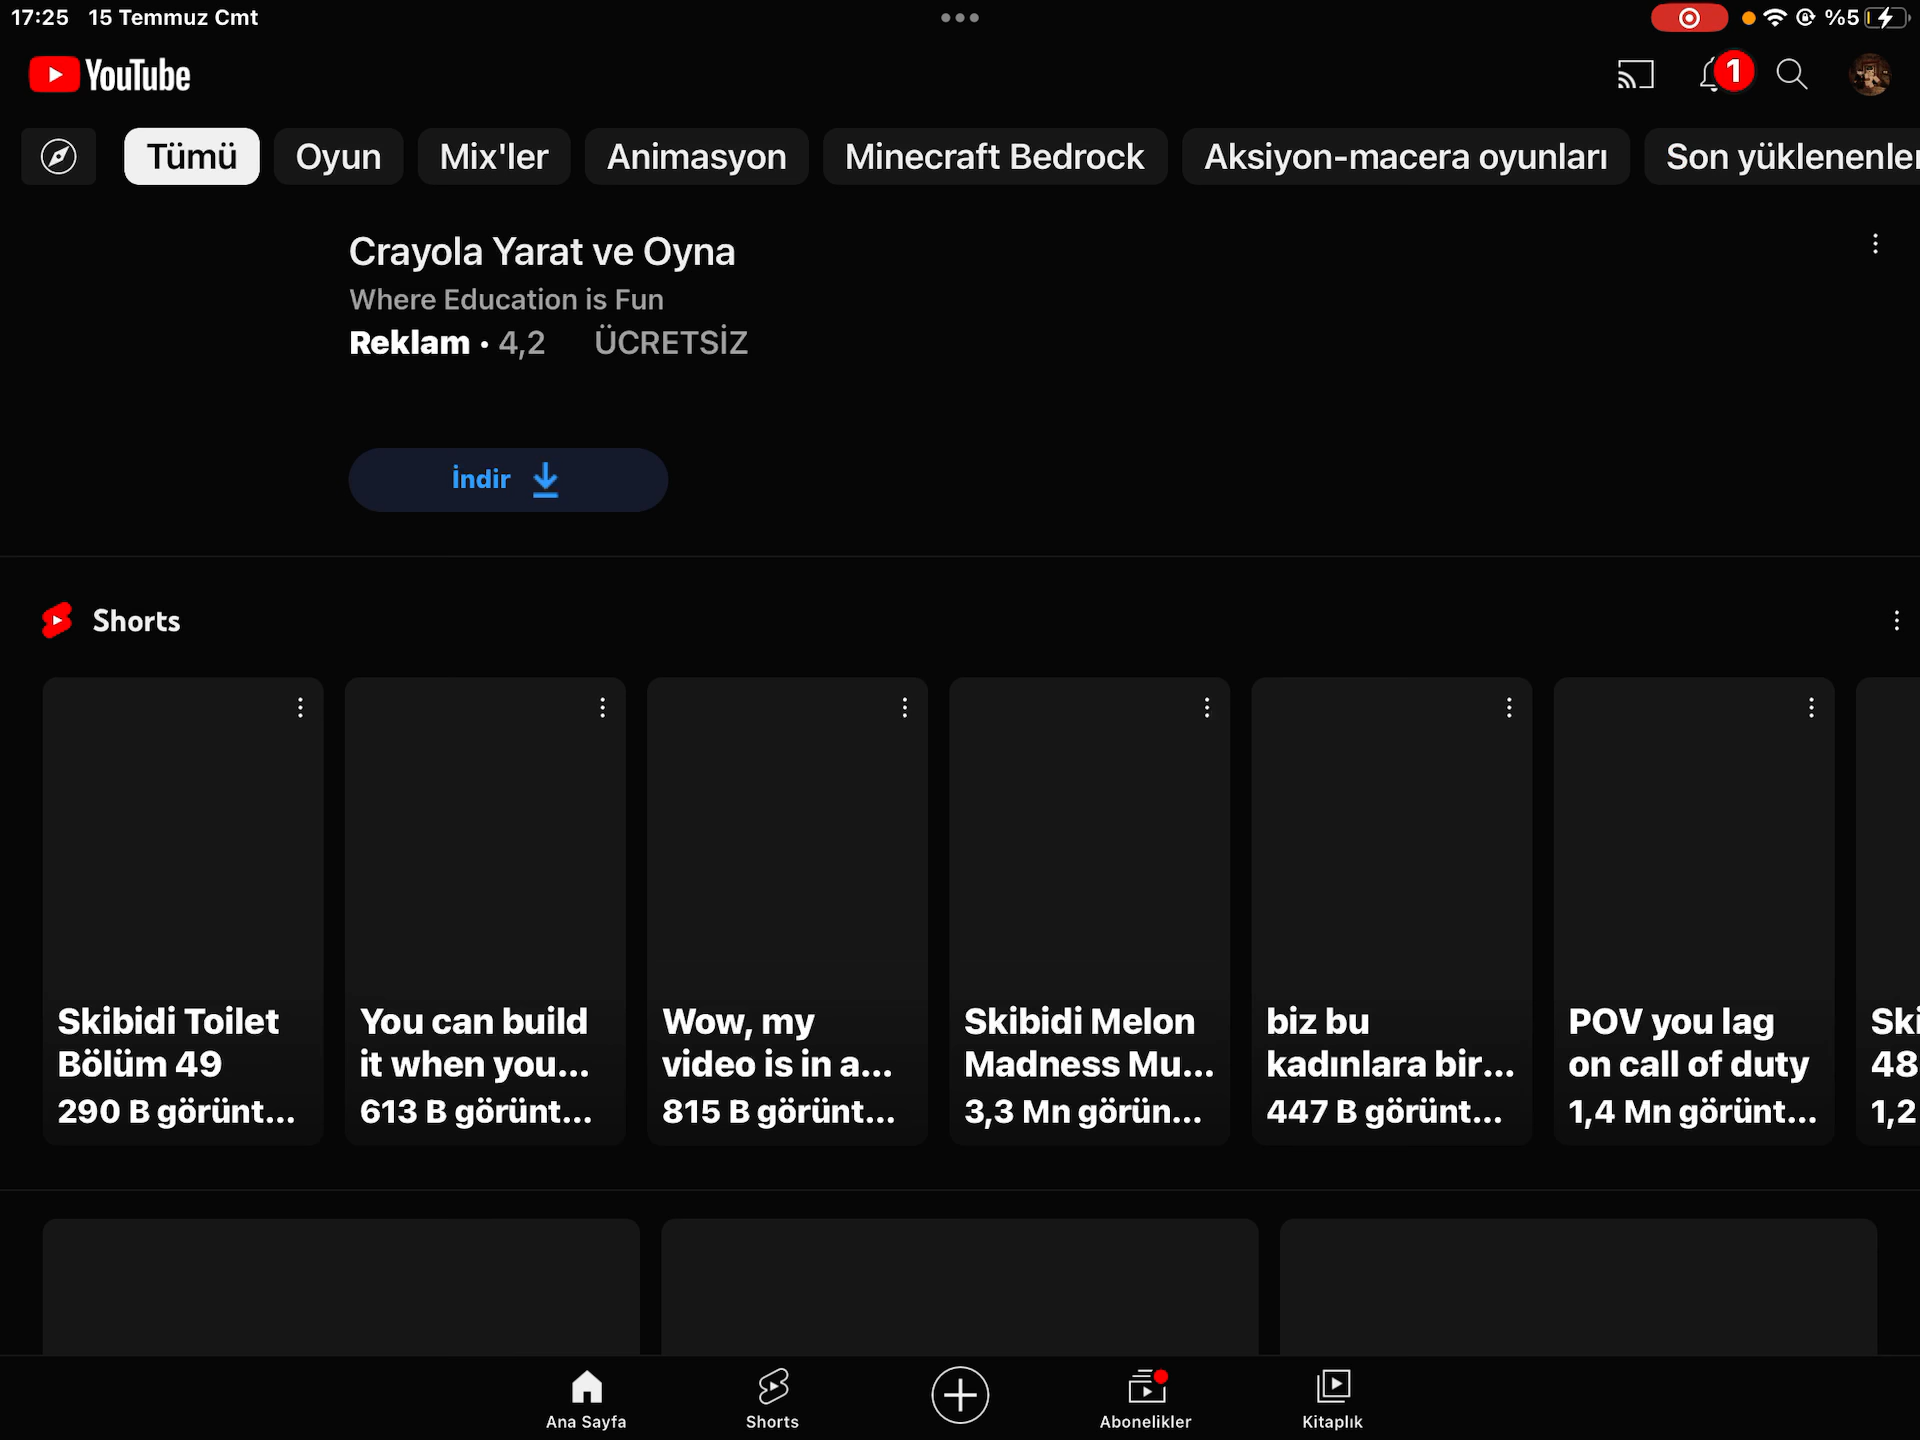 17:25 15 Temmuz Cmt
%5
YouTube
1
Tümü
Oyun
Mix'ler
Animasyon
Minecraft Bedrock
Aksiyon-macera oyunları
Son yüklenenler
Crayola Yarat ve Oyna
Where Education is Fun
Reklam • 4,2 ÜCRETSİZ
İndir
Shorts
Skibidi Toilet
Bölüm 49
290 B görünt...
You can build
it when you...
613 B görünt...
Wow, my
video is in a...
815 B görünt...
Skibidi Melon
Madness Mu...
3,3 Mn görün...
biz bu
kadınlara bir...
447 B görünt...
POV you lag
on call of duty
1,4 Mn görünt...
Ski
48
1,2
Ana Sayfa
Shorts
Abonelikler
Kitaplık